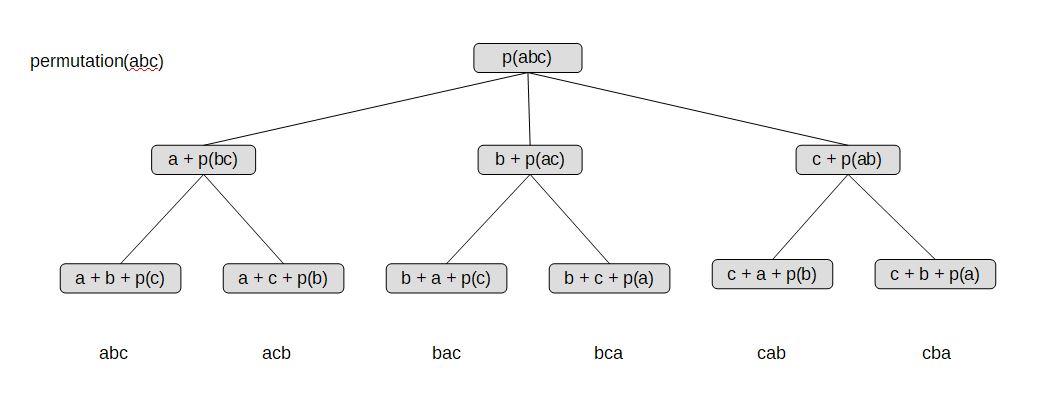 permutation(abc)
p(abc)
a + p(bc)
b + p(ac)
c + p(ab)
a + b + p(c)
a + c + p(b)
b + a + p(c)
b + c + p(a)
c + a + p(b)
c + b + p(a)
abc
acb
bac
bca
cab
cba